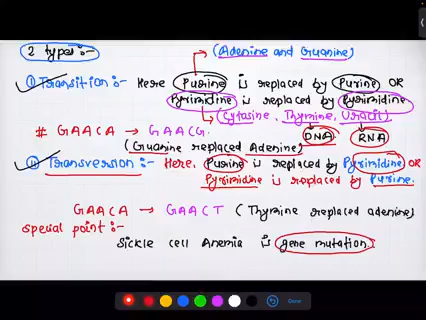 2 types:-
(Adenine and Guanine)
① Transition:- Here Purine is replaced by Purine OR
Pyrimidine is replaced by Pyrimidine
(Cytosine, Thymine, Uracil)
DNA RNA
# GAACA → GAACG
(Guanine replaced Adenine)
② Transversion:- Here, Purine is replaced by Pyrimidine OR
Pyrimidine is replaced by Purine.
GAACA → GAACT (Thymine replaced adenine)
special point:-
Sickle cell Anemia is gene mutation.
Done